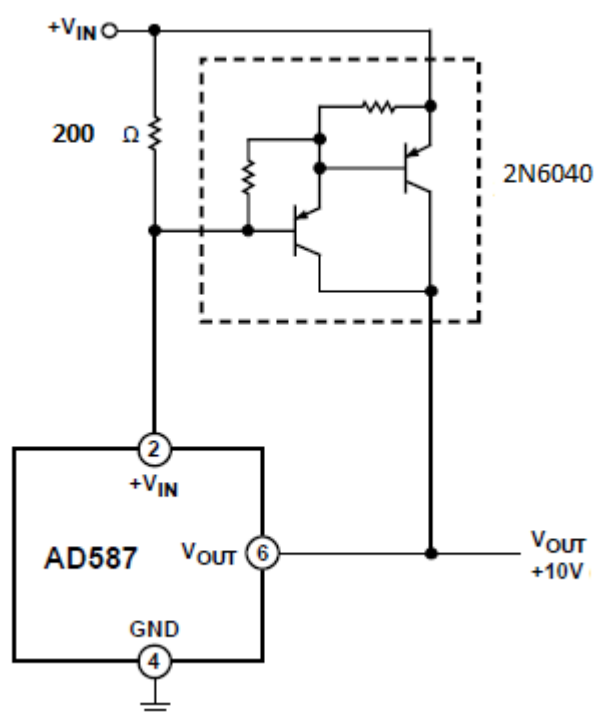 +VIN
200 Ω
2N6040
2
+VIN
AD587
VOUT 6
VOUT
+10V
GND
4